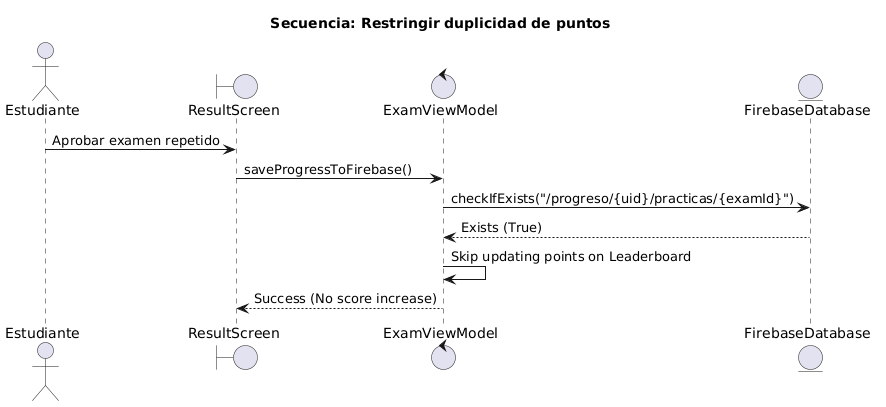 Secuencia: Restringir duplicidad de puntos
Estudiante
ResultScreen
ExamViewModel
FirebaseDatabase
Aprobar examen repetido
saveProgressToFirebase()
checkIfExists("/progreso/{uid}/practicas/{examId}")
Exists (True)
Skip updating points on Leaderboard
Success (No score increase)
Estudiante
ResultScreen
ExamViewModel
FirebaseDatabase